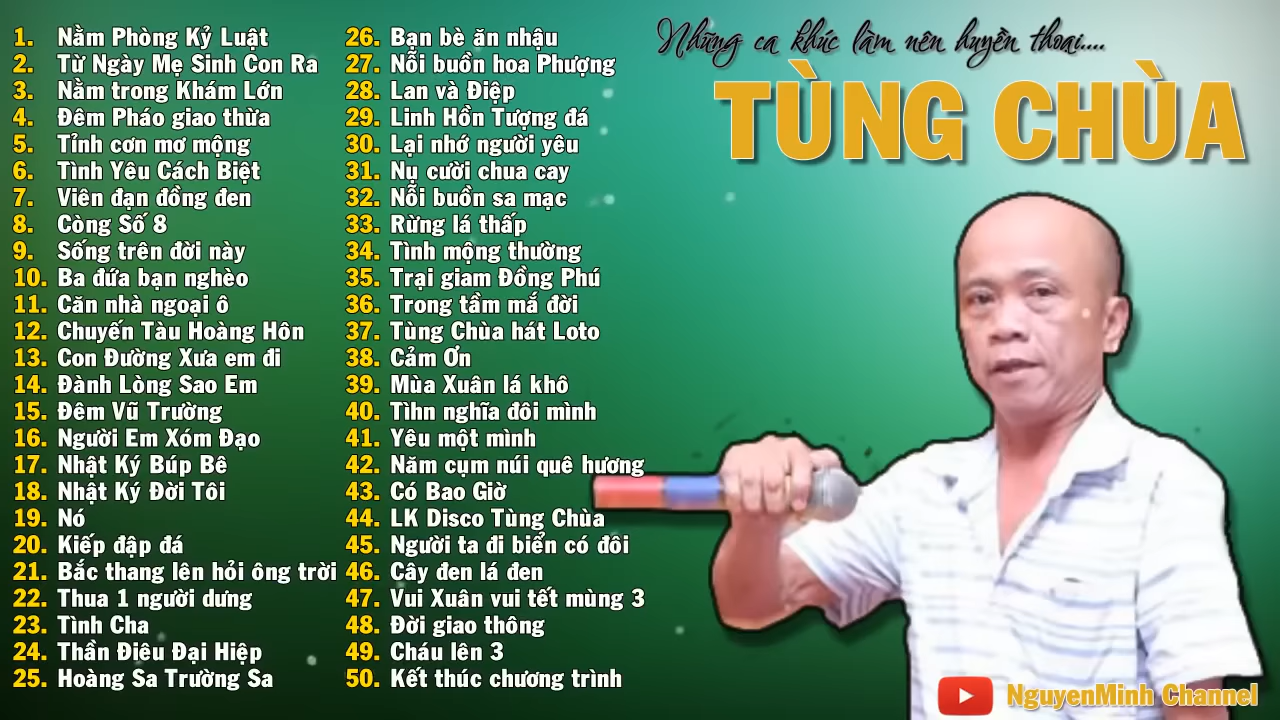 Những ca khúc làm nên huyền thoại....
TÙNG CHÙA
1. Nằm Phòng Kỷ Luật
2. Từ Ngày Mẹ Sinh Con Ra
3. Nằm trong Khám Lớn
4. Đêm Pháo giao thừa
5. Tỉnh cơn mơ mộng
6. Tình Yêu Cách Biệt
7. Viên đạn đồng đen
8. Còng Số 8
9. Sống trên đời này
10. Ba đứa bạn nghèo
11. Căn nhà ngoại ô
12. Chuyến Tàu Hoàng Hôn
13. Con Đường Xưa em đi
14. Đành Lòng Sao Em
15. Đêm Vũ Trường
16. Người Em Xóm Đạo
17. Nhật Ký Búp Bê
18. Nhật Ký Đời Tôi
19. Nó
20. Kiếp đập đá
21. Bắc thang lên hỏi ông trời
22. Thua 1 người dưng
23. Tình Cha
24. Thần Điêu Đại Hiệp
25. Hoàng Sa Trường Sa
26. Bạn bè ăn nhậu
27. Nỗi buồn hoa Phượng
28. Lan và Điệp
29. Linh Hồn Tượng đá
30. Lại nhớ người yêu
31. Nụ cười chua cay
32. Nỗi buồn sa mạc
33. Rừng lá thấp
34. Tình mộng thường
35. Trại giam Đồng Phú
36. Trong tầm mắ đời
37. Tùng Chùa hát Loto
38. Cảm Ơn
39. Mùa Xuân lá khô
40. Tìhn nghĩa đôi mình
41. Yêu một mình
42. Năm cụm núi quê hương
43. Có Bao Giờ
44. LK Disco Tùng Chùa
45. Người ta đi biển có đôi
46. Cây đen lá đen
47. Vui Xuân vui tết mùng 3
48. Đời giao thông
49. Cháu lên 3
50. Kết thúc chương trình
NguyenMinh Channel